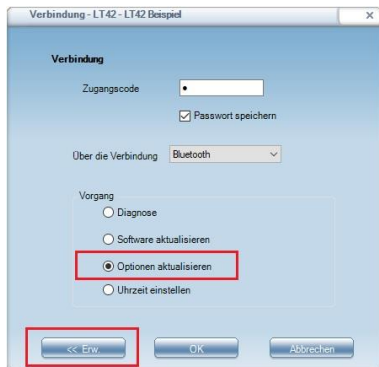 Verbindung - LT42 - LT42 Beispiel
Verbindung
Zugangscode
Passwort speichern
Über die Verbindung Bluetooth
Vorgang
Diagnose
Software aktualisieren
Optionen aktualisieren
Uhrzeit einstellen
<< Erw. OK Abbrechen